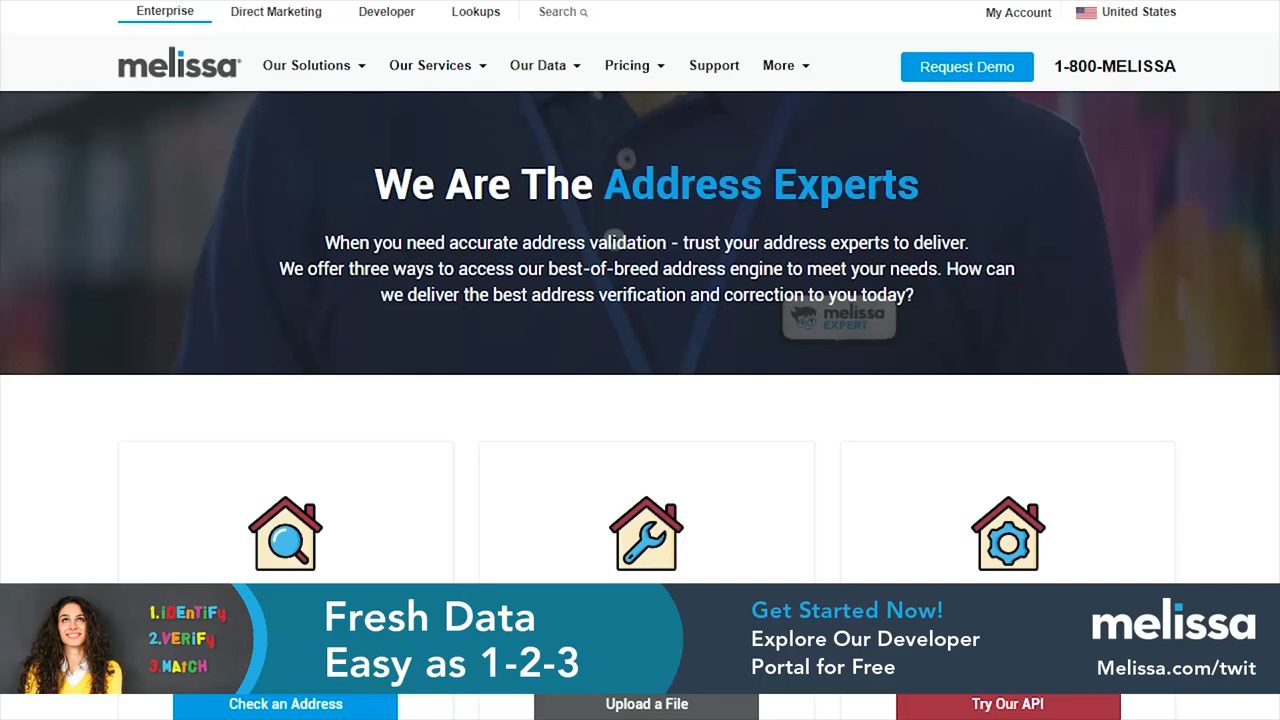 Enterprise
Direct Marketing
Developer
Lookups
Search
My Account
United States
melissa
Our Solutions
Our Services
Our Data
Pricing
Support
More
Request Demo
1-800-MELISSA
We Are The Address Experts
When you need accurate address validation - trust your address experts to deliver.
We offer three ways to access our best-of-breed address engine to meet your needs. How can
we deliver the best address verification and correction to you today?
melissa
EXPERT
1.iDEnTiFy
2.VERiFy
3.MAtCH
Fresh Data
Easy as 1-2-3
Get Started Now!
Explore Our Developer
Portal for Free
melissa
Melissa.com/twit
Check an Address
Upload a File
Try Our API